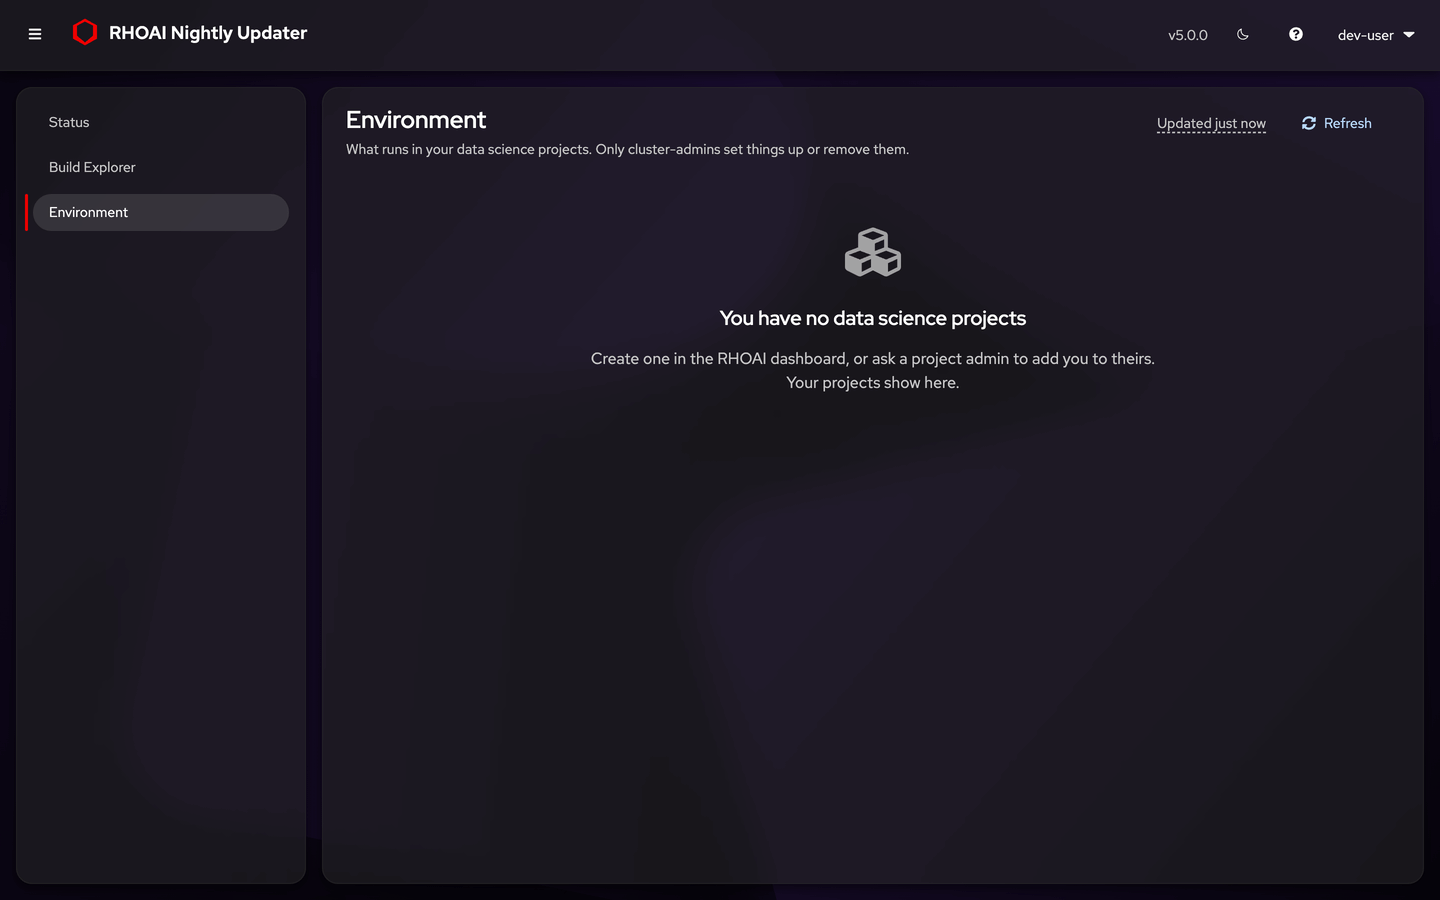 RHOAI Nightly Updater
v5.0.0
dev-user
Status
Build Explorer
Environment
Environment
What runs in your data science projects. Only cluster-admins set things up or remove them.
Updated just now
Refresh
You have no data science projects
Create one in the RHOAI dashboard, or ask a project admin to add you to theirs.
Your projects show here.